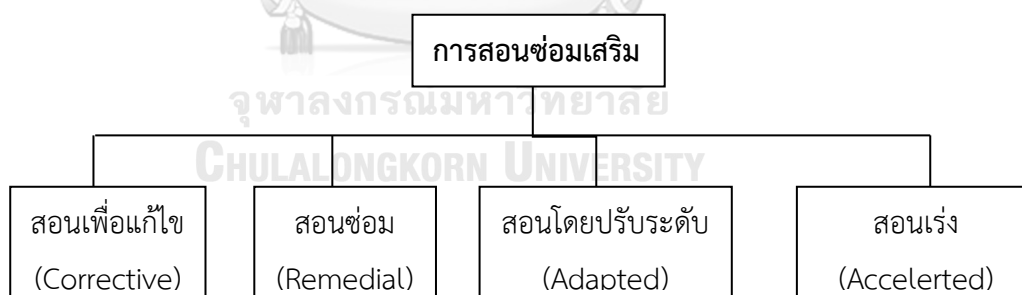 การสอนซ่อมเสริม
จุฬาลงกรณ์มหาวิทยาลัย
CHULALONGKORN UNIVERSITY
สอนเพื่อแก้ไข
(Corrective)
สอนซ่อม
(Remedial)
สอนโดยปรับระดับ
(Adapted)
สอนเร่ง
(Accelerted)